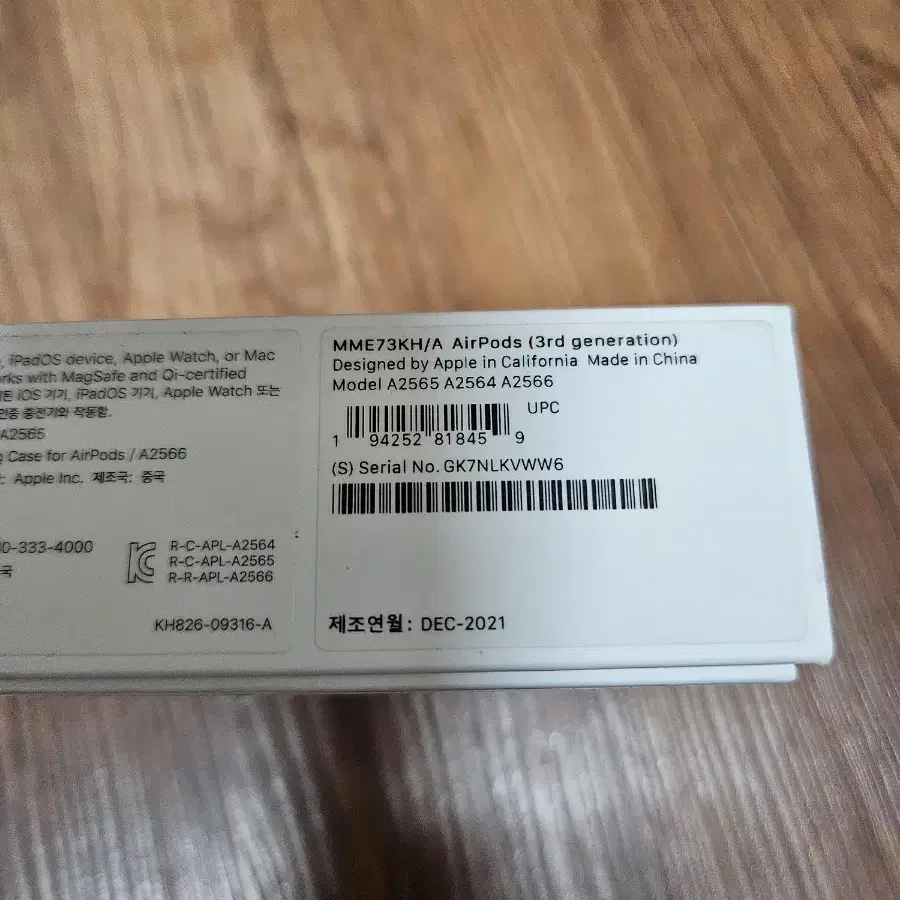 iPadOS device, Apple Watch, or Mac
works with MagSafe and Qi-certified
iOS 기기, iPadOS 기기, Apple Watch 또는
인증 충전기와 작동함.
A2565
Case for AirPods / A2566
Apple Inc. 제조국: 중국
0-333-4000
국
R-C-APL-A2564
R-C-APL-A2565
R-R-APL-A2566
KH826-09316-A
MME73KH/A AirPods (3rd generation)
Designed by Apple in California Made in China
Model A2565 A2564 A2566
UPC
1 94252 81845 9
(S) Serial No. GK7NLKVWW6
제조연월: DEC-2021